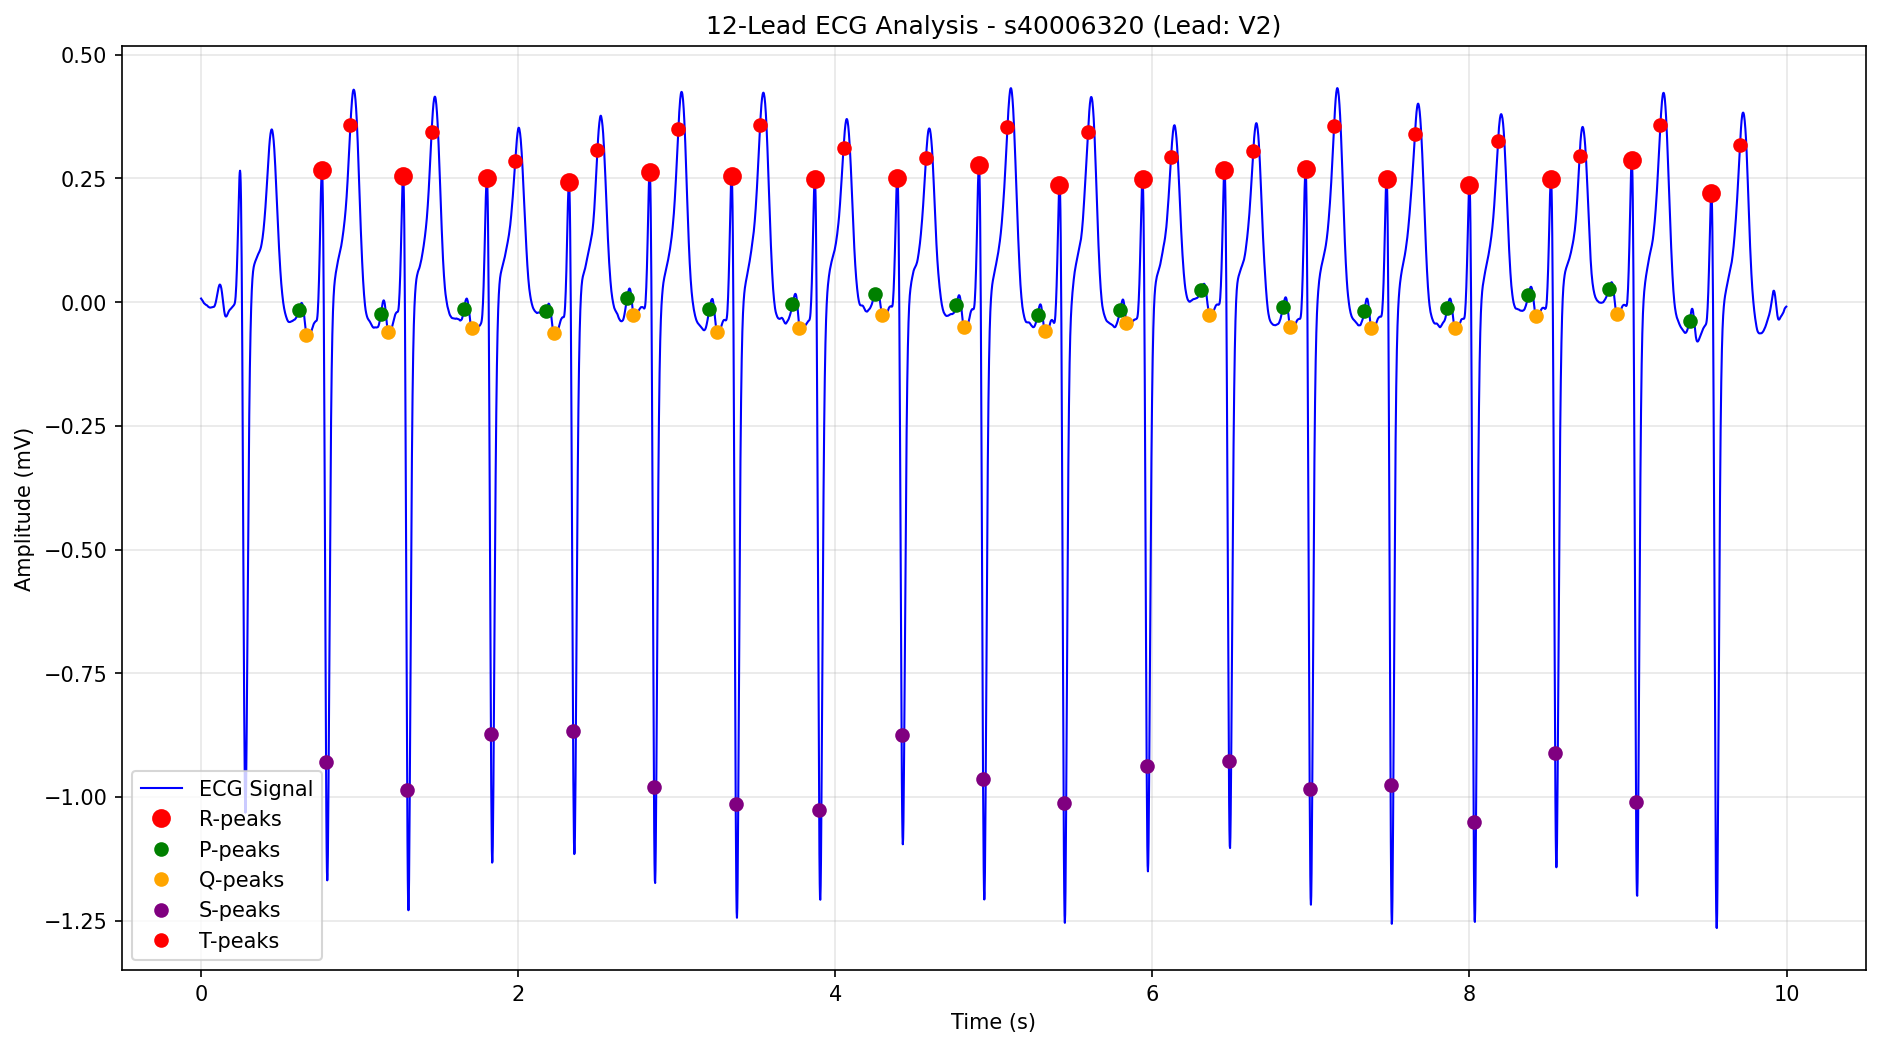 12-Lead ECG Analysis - s40006320 (Lead: V2)
Amplitude (mV)
0.50
0.25
0.00
−0.25
−0.50
−0.75
−1.00
−1.25
ECG Signal
R-peaks
P-peaks
Q-peaks
S-peaks
T-peaks
0 2 4 6 8 10
Time (s)